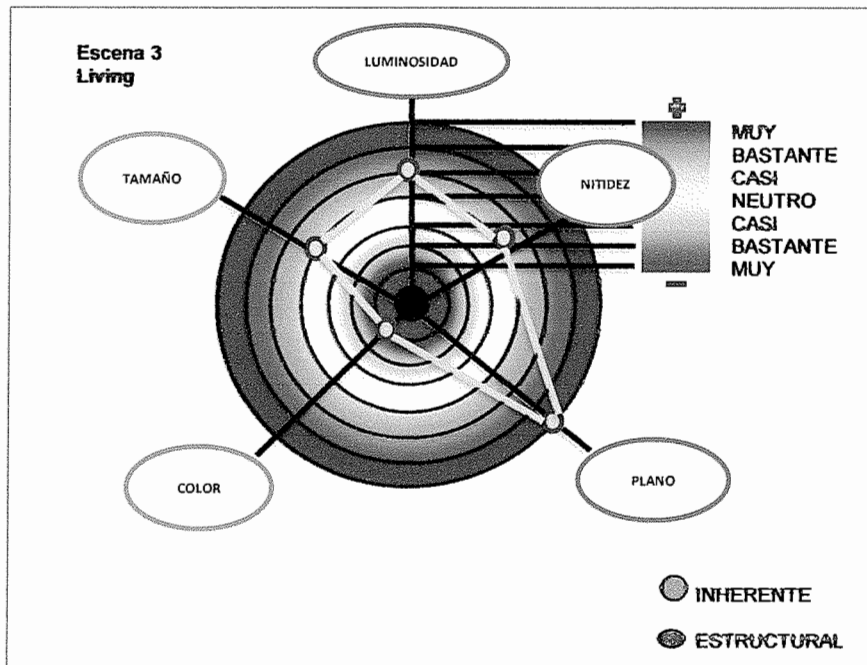 Escena 3
Living
LUMINOSIDAD
TAMAÑO
NITIDEZ
COLOR
PLANO
+
MUY
BASTANTE
CASI
NEUTRO
CASI
BASTANTE
MUY
-
INHERENTE
ESTRUCTURAL